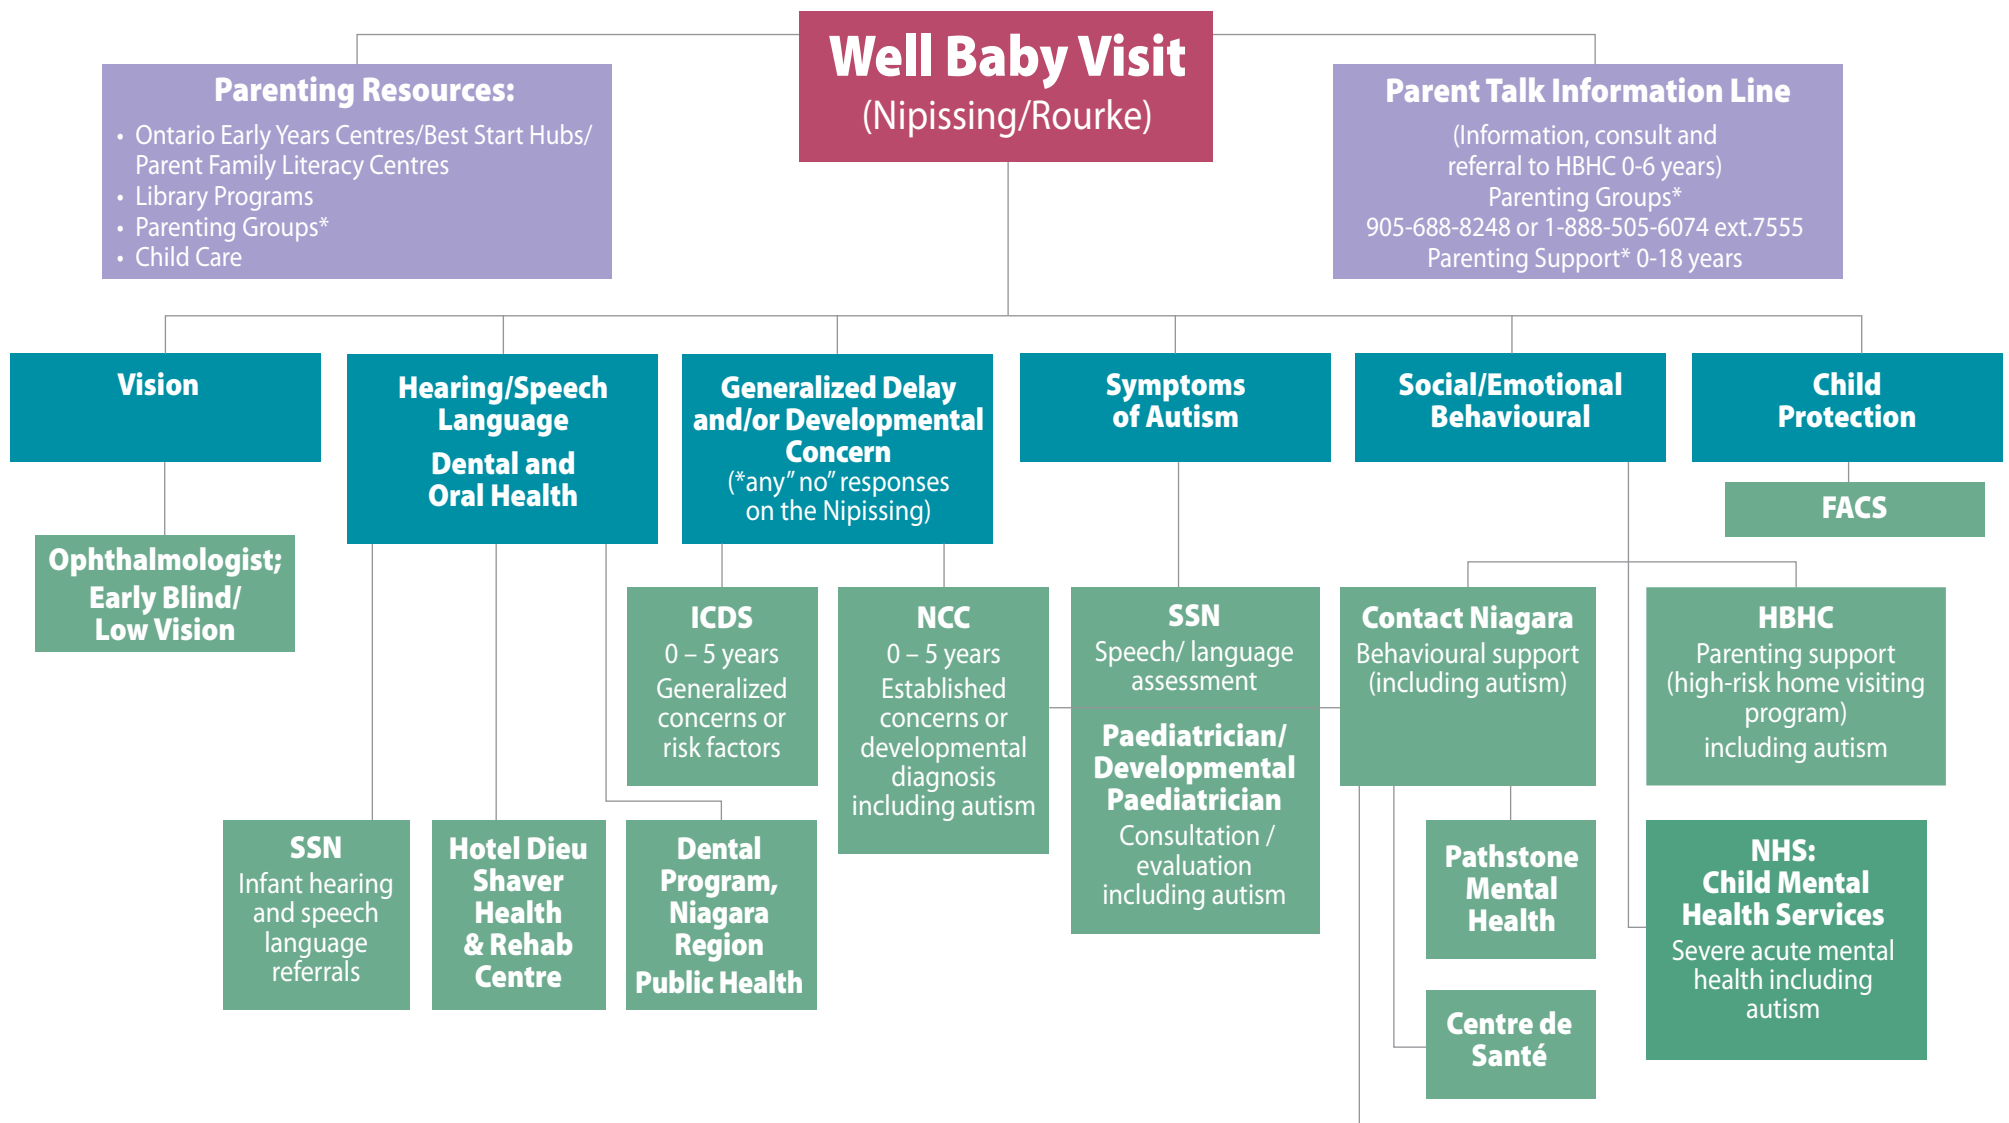 Well Baby Visit
(Nipissing/Rourke)
Parenting Resources:
• Ontario Early Years Centres/Best Start Hubs/
Parent Family Literacy Centres
• Library Programs
• Parenting Groups*
• Child Care
Parent Talk Information Line
(Information, consult and
referral to HBHC 0-6 years)
Parenting Groups*
905-688-8248 or 1-888-505-6074 ext.7555
Parenting Support* 0-18 years
Vision
Hearing/Speech
Language
Dental and
Oral Health
Generalized Delay
and/or Developmental
Concern
(*any” no” responses
on the Nipissing)
Symptoms
of Autism
Social/Emotional
Behavioural
Child
Protection
FACS
Ophthalmologist;
Early Blind/
Low Vision
ICDS
0 – 5 years
Generalized
concerns or
risk factors
NCC
0 – 5 years
Established
concerns or
developmental
diagnosis
including autism
SSN
Speech/ language
assessment
Paediatrician/
Developmental
Paediatrician
Consultation /
evaluation
including autism
Contact Niagara
Behavioural support
(including autism)
HBHC
Parenting support
(high-risk home visiting
program)
including autism
SSN
Infant hearing
and speech
language
referrals
Hotel Dieu
Shaver
Health
& Rehab
Centre
Dental
Program,
Niagara
Region
Public Health
Pathstone
Mental
Health
NHS:
Child Mental
Health Services
Severe acute mental
health including
autism
Centre de
Santé